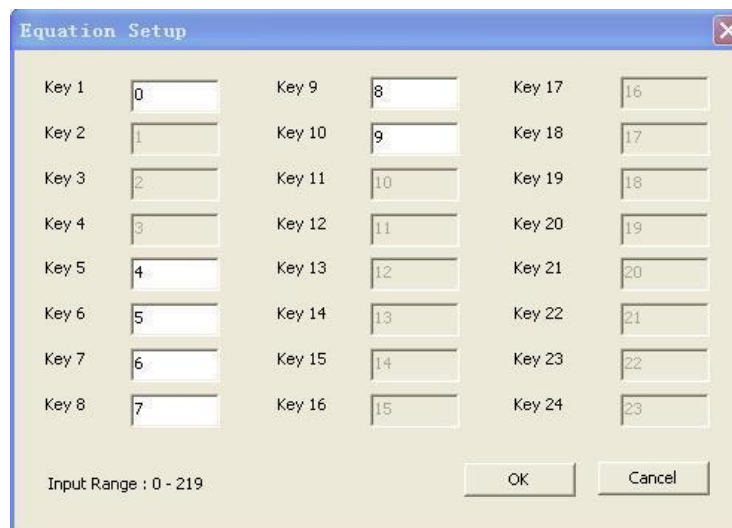 Equation Setup
Key 1 0 Key 9 8 Key 17 16
Key 2 1 Key 10 9 Key 18 17
Key 3 2 Key 11 10 Key 19 18
Key 4 3 Key 12 11 Key 20 19
Key 5 4 Key 13 12 Key 21 20
Key 6 5 Key 14 13 Key 22 21
Key 7 6 Key 15 14 Key 23 22
Key 8 7 Key 16 15 Key 24 23
Input Range : 0 - 219 OK Cancel